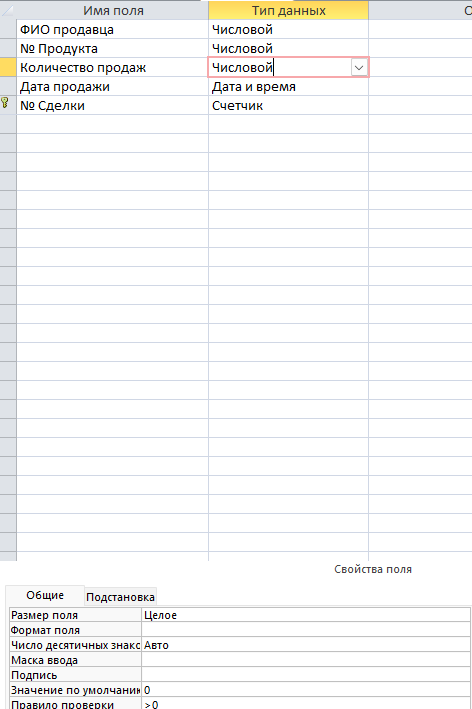 Имя поля Тип данных О
ФИО продавца Числовой
№ Продукта Числовой
Количество продаж Числовой
Дата продажи Дата и время
№ Сделки Счетчик
Свойства поля
Общие Подстановка
Размер поля Целое
Формат поля
Число десятичных знако Авто
Маска ввода
Подпись
Значение по умолчани 0
Правило проверки >0